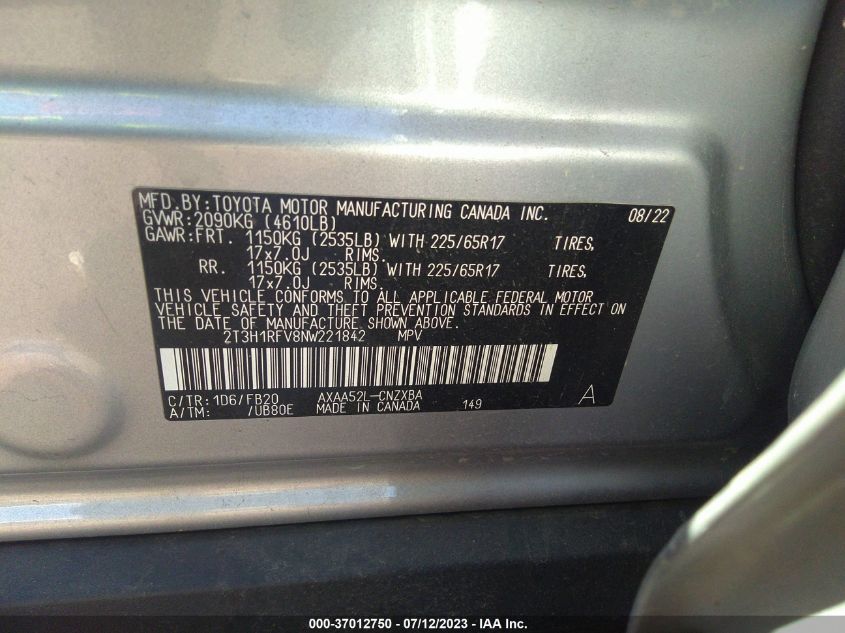 MFD.BY:TOYOTA MOTOR MANUFACTURING CANADA INC. 08/22
GVWR:2090KG (4610LB)
GAWR:FRT. 1150KG (2535LB) WITH 225/65R17 TIRES,
17x7.0J RIMS.
RR. 1150KG (2535LB) WITH 225/65R17 TIRES,
17x7.0J RIMS.
THIS VEHICLE CONFORMS TO ALL APPLICABLE FEDERAL MOTOR
VEHICLE SAFETY AND THEFT PREVENTION STANDARDS IN EFFECT ON
THE DATE OF MANUFACTURE SHOWN ABOVE.
2T3H1RFV8NW221842 MPV
C/TR:1D6/FB20 AXAA52L-CNZXBA
A/TM: /UB80E MADE IN CANADA 149 A
000-37012750 - 07/12/2023 - IAA Inc.